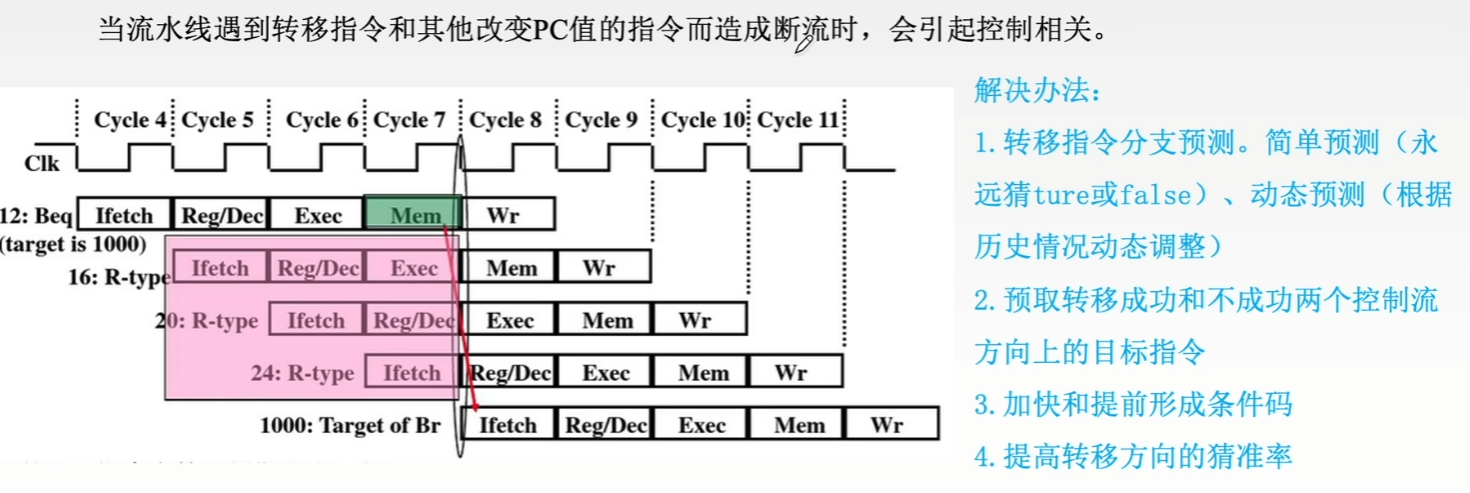 当流水线遇到转移指令和其他改变PC值的指令而造成断流时，会引起控制相关。
Cycle 4 Cycle 5 Cycle 6 Cycle 7 Cycle 8 Cycle 9 Cycle 10 Cycle 11
Clk
12: Beq Ifetch Reg/Dec Exec Mem Wr
(target is 1000)
16: R-type Ifetch Reg/Dec Exec Mem Wr
20: R-type Ifetch Reg/Dec Exec Mem Wr
24: R-type Ifetch Reg/Dec Exec Mem Wr
1000: Target of Br Ifetch Reg/Dec Exec Mem Wr
解决办法：
1.转移指令分支预测。简单预测（永
远猜ture或false）、动态预测（根据
历史情况动态调整）
2.预取转移成功和不成功两个控制流
方向上的目标指令
3.加快和提前形成条件码
4.提高转移方向的猜准率